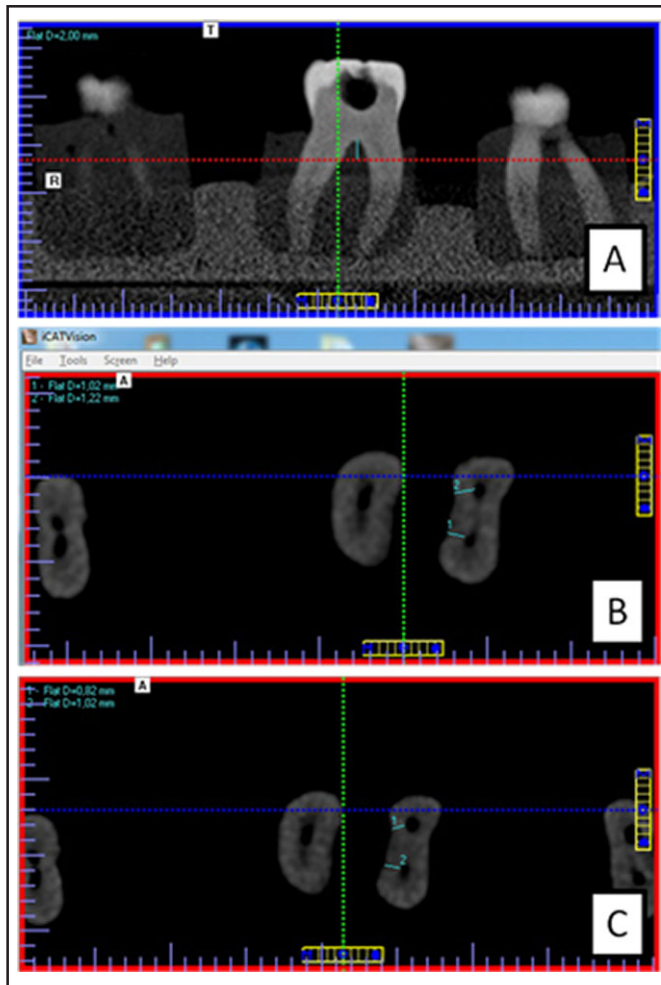 Flat D=2,00 mm
T
R
A
iCATVision
File Tools Screen Help
1 - Flat D=1,02 mm
2 - Flat D=1,22 mm
A
2
1
B
1 - Flat D=0,82 mm
2 - Flat D=1,02 mm
A
1
2
C